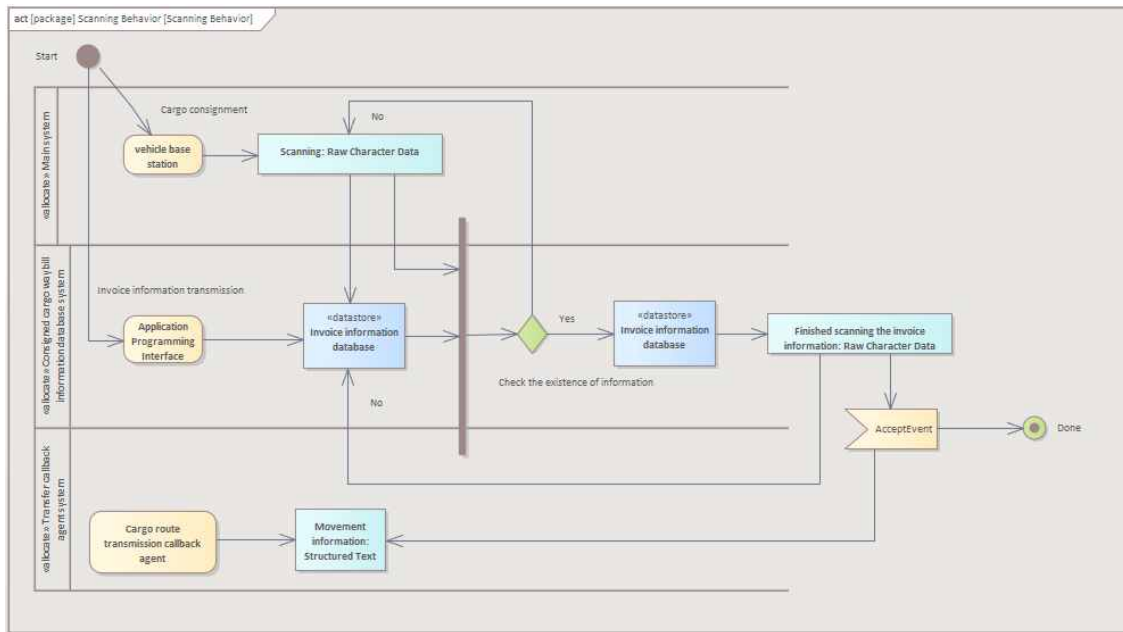 act [package] Scanning Behavior [Scanning Behavior]
Start
Cargo consignment
No
«allocate» Main system
vehicle base
station
Scanning: Raw Character Data
«allocate» Consigned cargo waybill
information database system
Invoice information transmission
Application
Programming
Interface
«datastore»
Invoice information
database
Yes
«datastore»
Invoice information
database
Finished scanning the invoice
information: Raw Character Data
Check the existence of information
No
AcceptEvent
Done
«allocate» Transfer callback
agent system
Cargo route
transmission callback
agent
Movement
information:
Structured Text